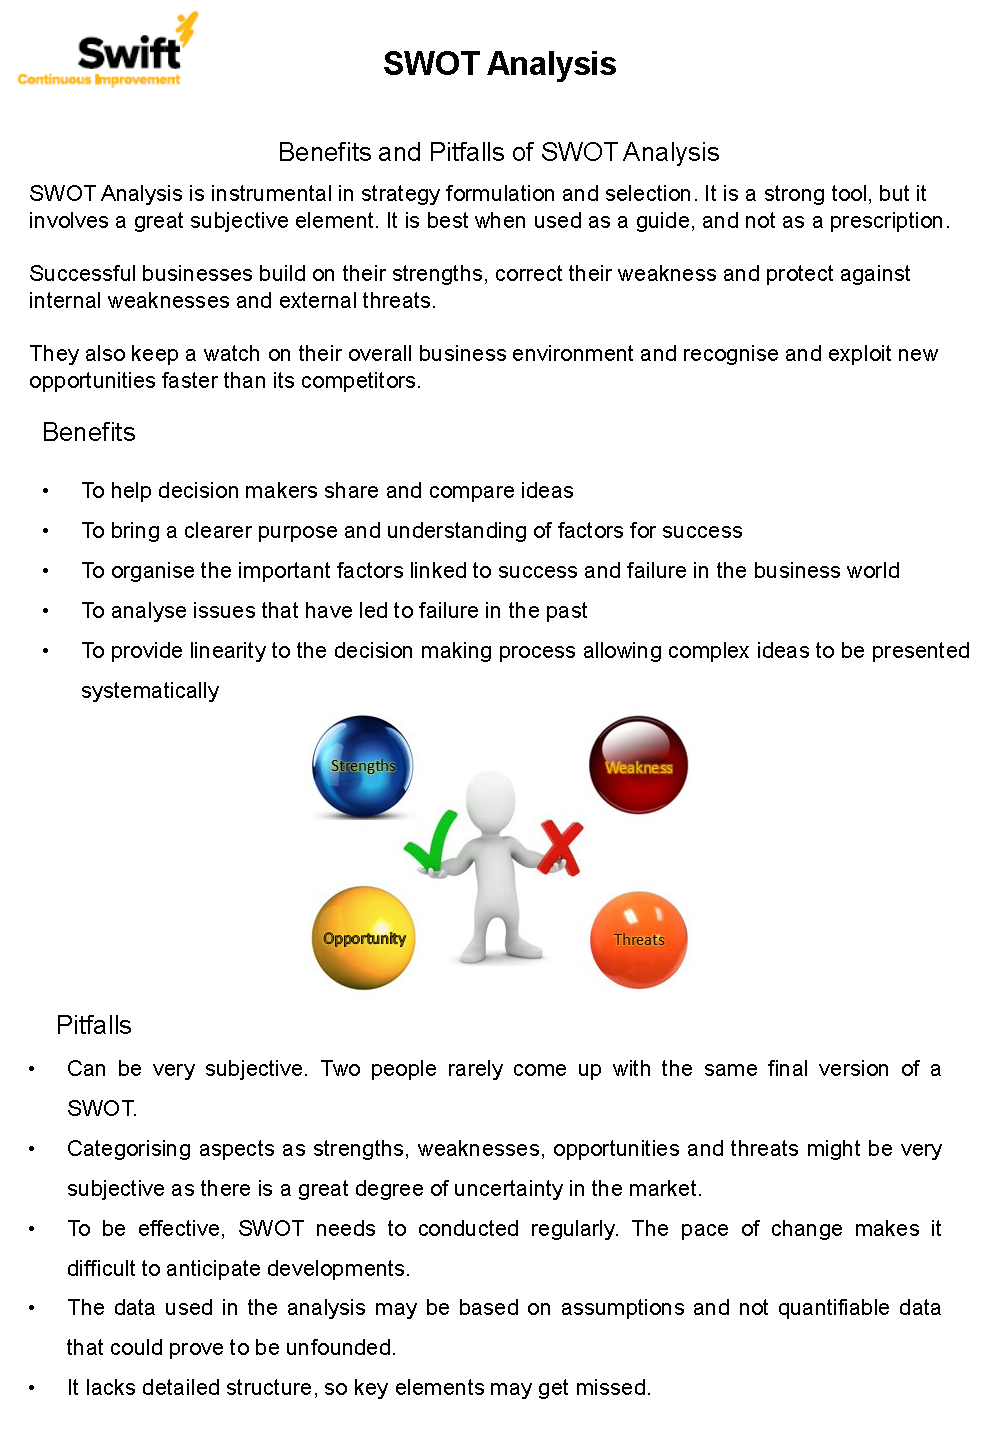 Swift
Continuous Improvement
SWOT Analysis
Benefits and Pitfalls of SWOT Analysis
SWOT Analysis is instrumental in strategy formulation and selection. It is a strong tool, but it
involves a great subjective element. It is best when used as a guide, and not as a prescription.
Successful businesses build on their strengths, correct their weakness and protect against
internal weaknesses and external threats.
They also keep a watch on their overall business environment and recognise and exploit new
opportunities faster than its competitors.
Benefits
• To help decision makers share and compare ideas
• To bring a clearer purpose and understanding of factors for success
• To organise the important factors linked to success and failure in the business world
• To analyse issues that have led to failure in the past
• To provide linearity to the decision making process allowing complex ideas to be presented
systematically
Strengths
Weakness
Opportunity
Threats
Pitfalls
• Can be very subjective. Two people rarely come up with the same final version of a
SWOT.
• Categorising aspects as strengths, weaknesses, opportunities and threats might be very
subjective as there is a great degree of uncertainty in the market.
• To be effective, SWOT needs to conducted regularly. The pace of change makes it
difficult to anticipate developments.
• The data used in the analysis may be based on assumptions and not quantifiable data
that could prove to be unfounded.
• It lacks detailed structure, so key elements may get missed.